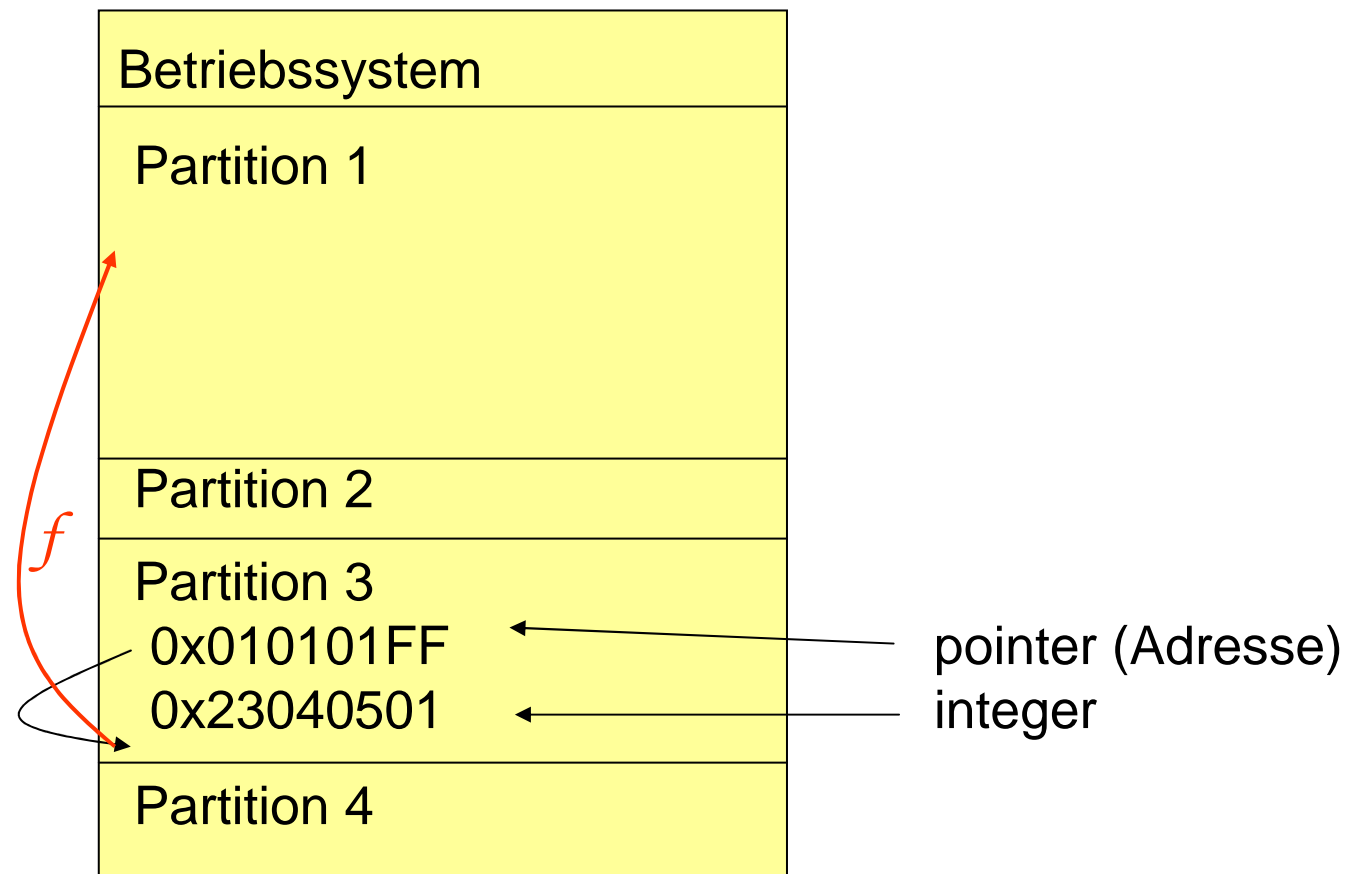 Betriebssystem
Partition 1
Partition 2
f
Partition 3
0x010101FF
pointer (Adresse)
0x23040501
integer
Partition 4